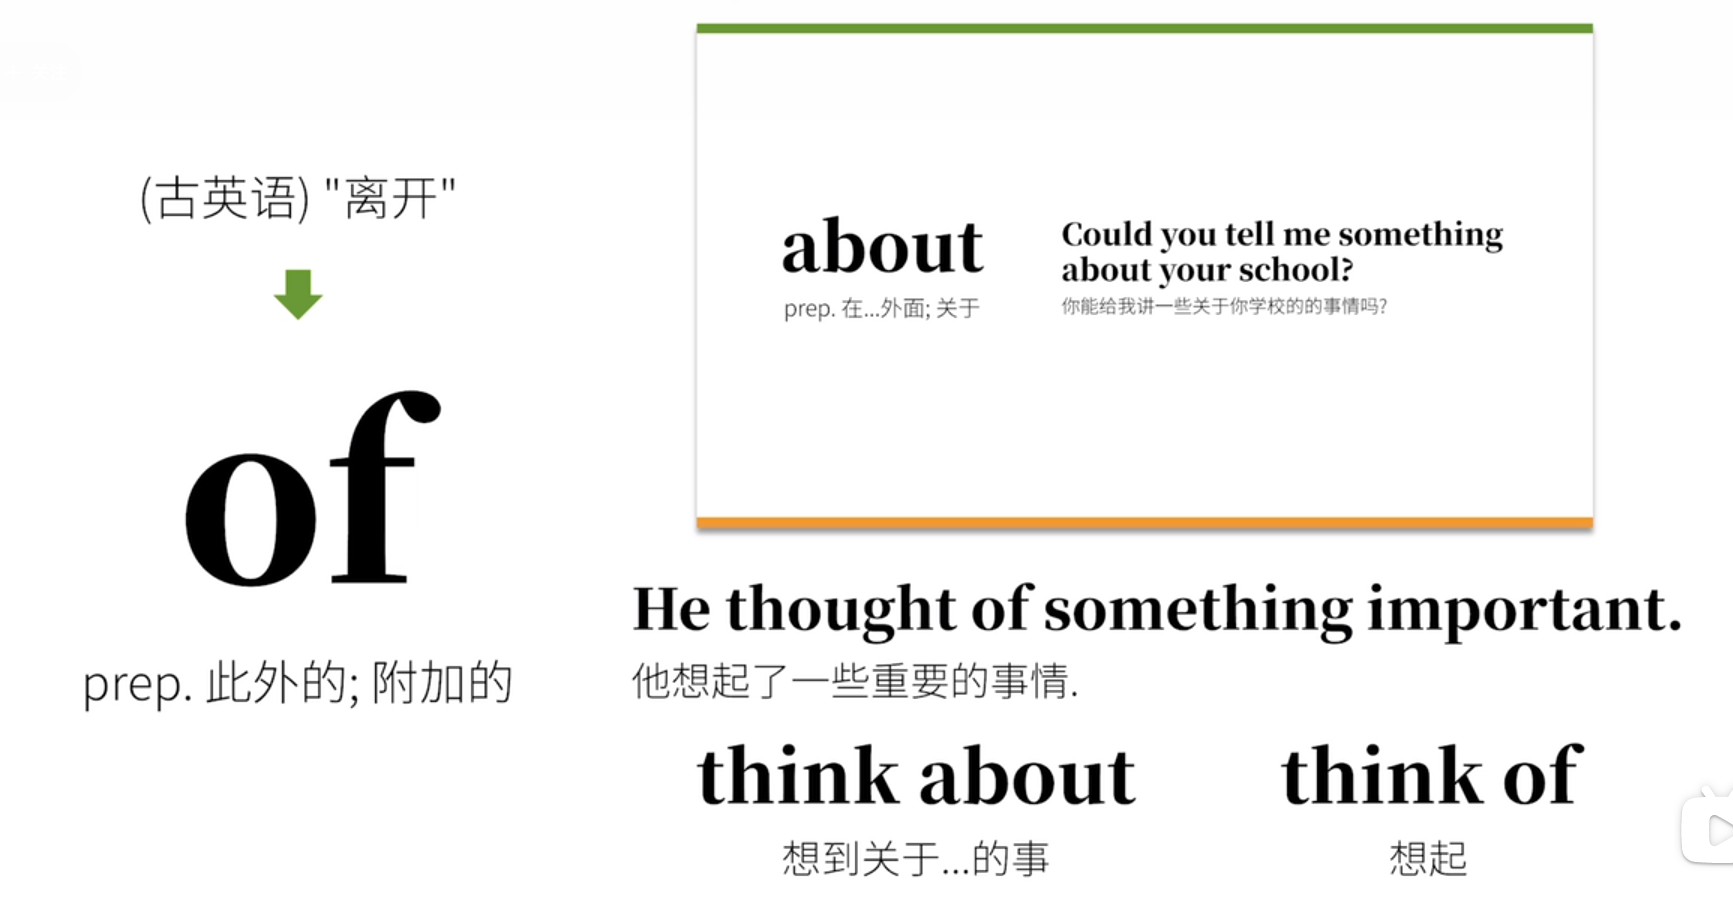 (古英语) "离开"
of
prep. 此外的; 附加的
about
prep. 在...外面; 关于
Could you tell me something
about your school?
你能给我讲一些关于你学校的的事情吗?
He thought of something important.
他想起了一些重要的事情.
think about
想到关于...的事
think of
想起